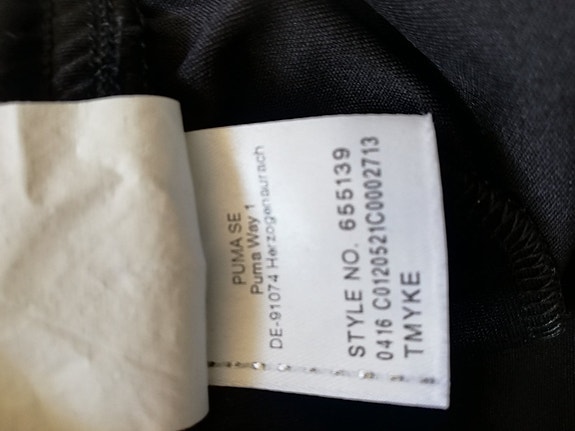 PUMA SE
Puma Way 1
DE-91074 Herzogenaurach
STYLE NO. 655139
0416 C0120521C0002713
TMYKE